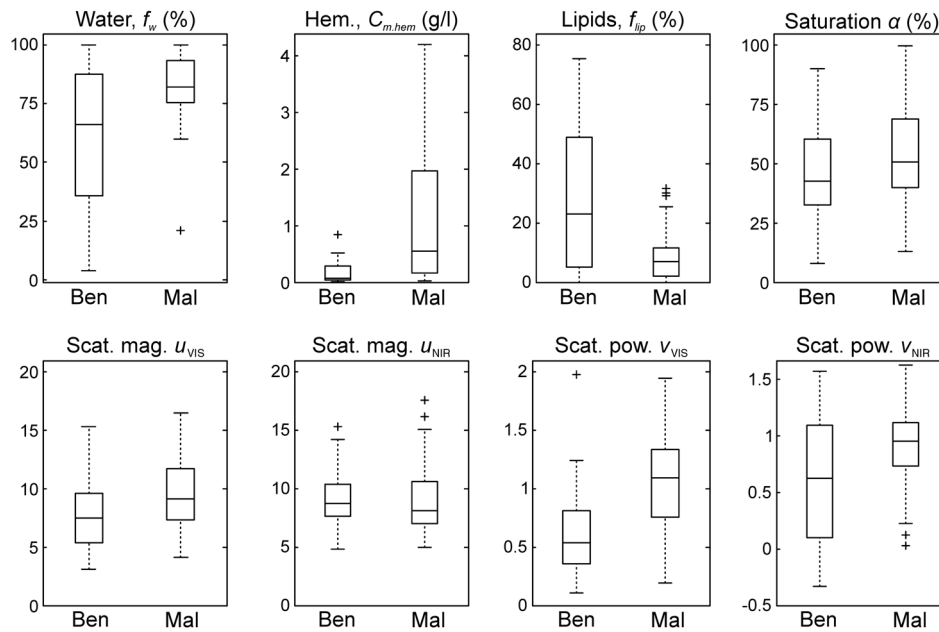 Water, f_w (%)
100
75
50
25
0
Ben Mal
Hem., C_m.hem (g/l)
4
3
2
1
0
Ben Mal
Lipids, f_lip (%)
80
60
40
20
0
Ben Mal
Saturation α (%)
100
75
50
25
0
Ben Mal
Scat. mag. u_VIS
20
15
10
5
0
Ben Mal
Scat. mag. u_NIR
20
15
10
5
0
Ben Mal
Scat. pow. v_VIS
2
1.5
1
0.5
0
Ben Mal
Scat. pow. v_NIR
1.5
1
0.5
0
-0.5
Ben Mal